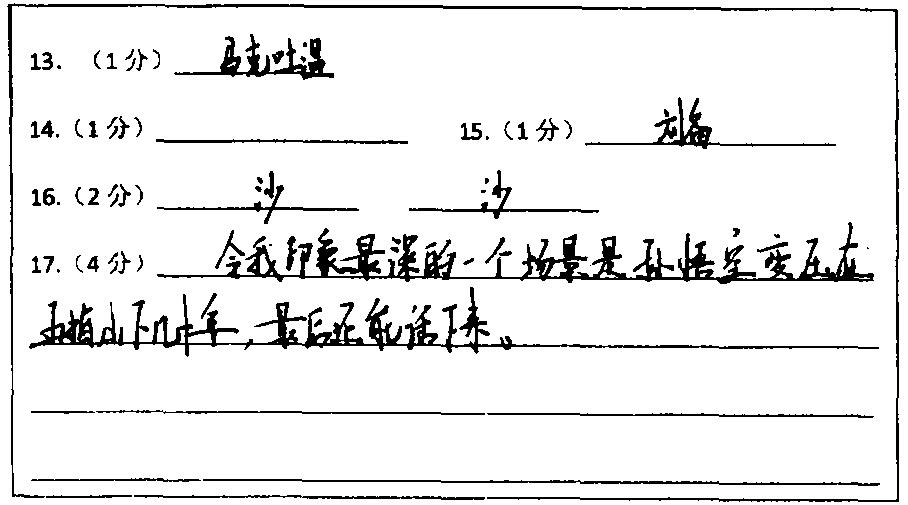 13. （1分） 马克吐温
14.（1分） 15.（1分） 刘备
16.（2分） 沙 沙
17.（4分） 令我印象最深的一个场景是孙悟空变压在
五指山下几十年，最后还能活下来。